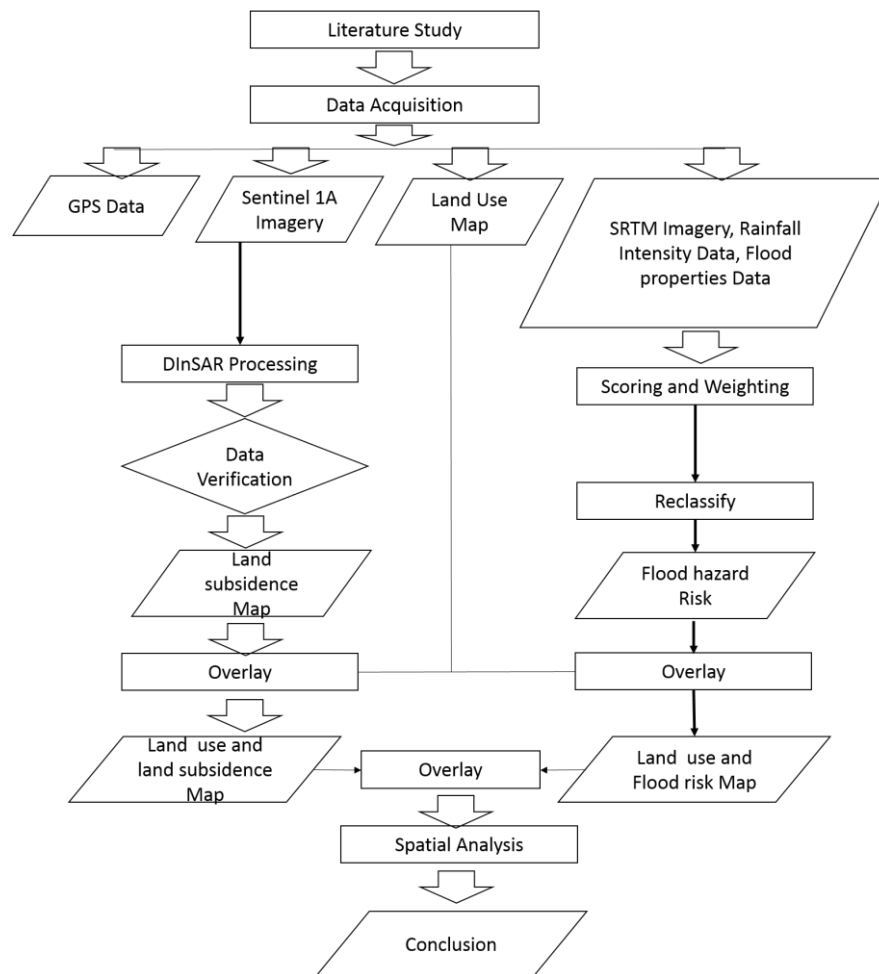 Literature Study
Data Acquisition
GPS Data
Sentinel 1A
Imagery
Land Use
Map
SRTM Imagery, Rainfall
Intensity Data, Flood
properties Data
DInSAR Processing
Scoring and Weighting
Data
Verification
Reclassify
Land
subsidence
Map
Flood hazard
Risk
Overlay
Overlay
Land use and
land subsidence
Map
Overlay
Land use and
Flood risk Map
Spatial Analysis
Conclusion